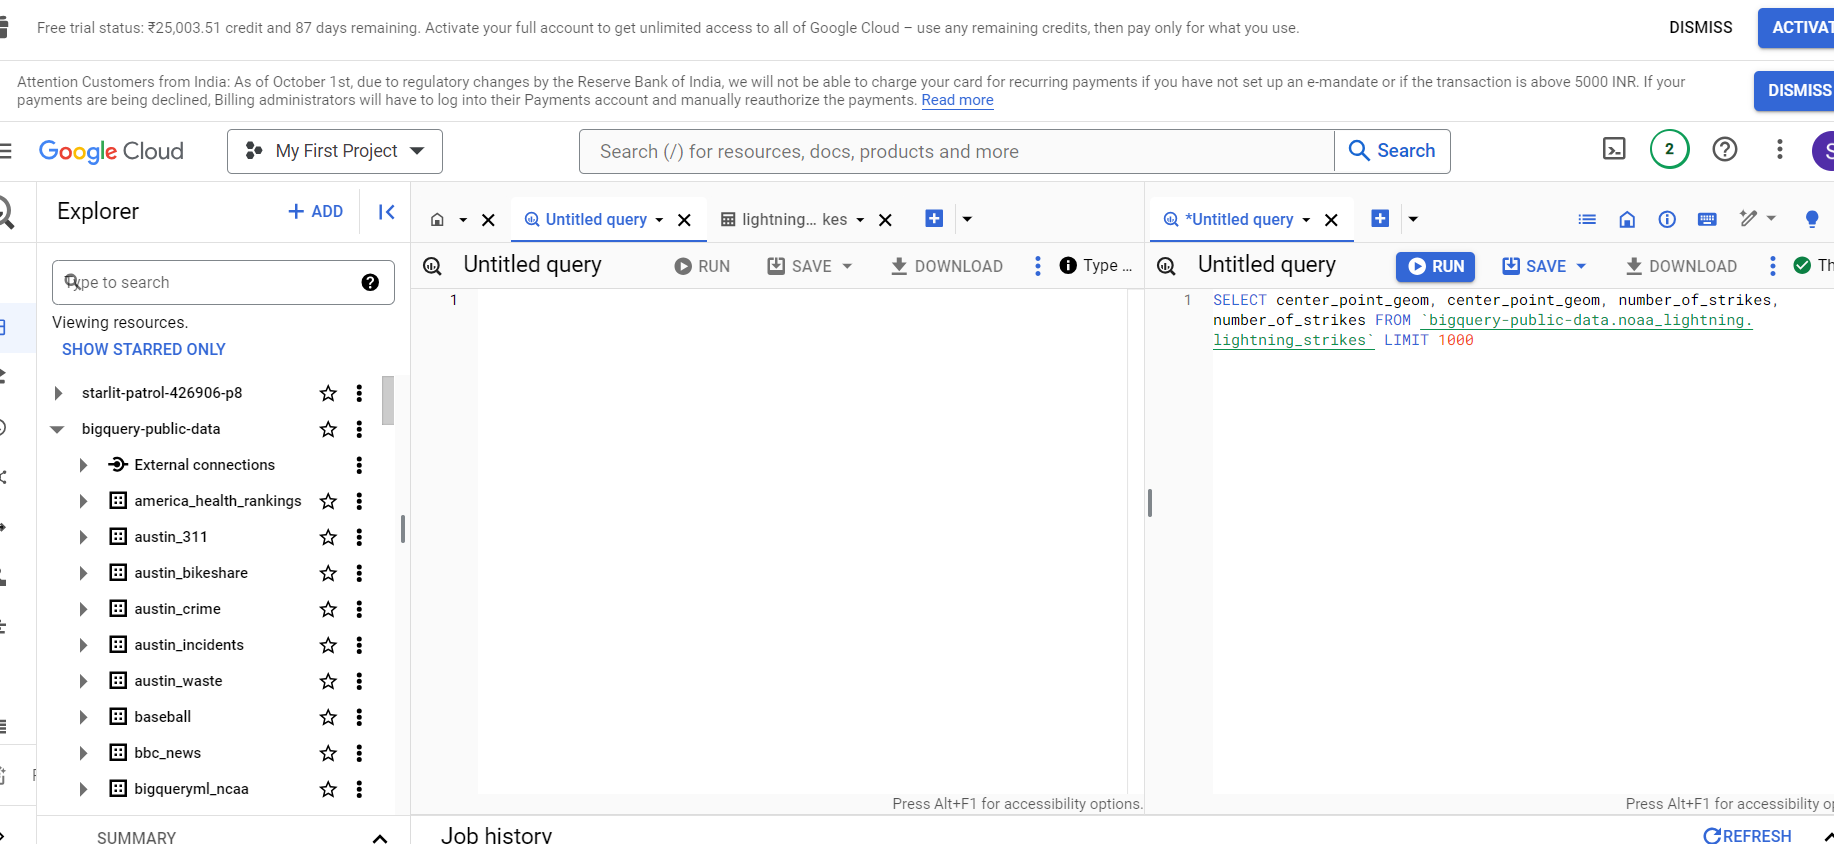 Free trial status: ₹25,003.51 credit and 87 days remaining. Activate your full account to get unlimited access to all of Google Cloud – use any remaining credits, then pay only for what you use.
DISMISS
ACTIVAT
Attention Customers from India: As of October 1st, due to regulatory changes by the Reserve Bank of India, we will not be able to charge your card for recurring payments if you have not set up an e-mandate or if the transaction is above 5000 INR. If your
payments are being declined, Billing administrators will have to log into their Payments account and manually reauthorize the payments. Read more
DISMISS
Google Cloud
My First Project
Search (/) for resources, docs, products and more
Search
2
S
Explorer
+ ADD
Untitled query
lightning... kes
*Untitled query
Type to search
Viewing resources.
SHOW STARRED ONLY
starlit-patrol-426906-p8
bigquery-public-data
External connections
america_health_rankings
austin_311
austin_bikeshare
austin_crime
austin_incidents
austin_waste
baseball
bbc_news
bigqueryml_ncaa
SUMMARY
Untitled query
RUN
SAVE
DOWNLOAD
Type ...
1
Press Alt+F1 for accessibility options.
Untitled query
RUN
SAVE
DOWNLOAD
Th
1 SELECT center_point_geom, center_point_geom, number_of_strikes,
number_of_strikes FROM `bigquery-public-data.noaa_lightning.
lightning_strikes` LIMIT 1000
Press Alt+F1 for accessibility op
Job history
REFRESH